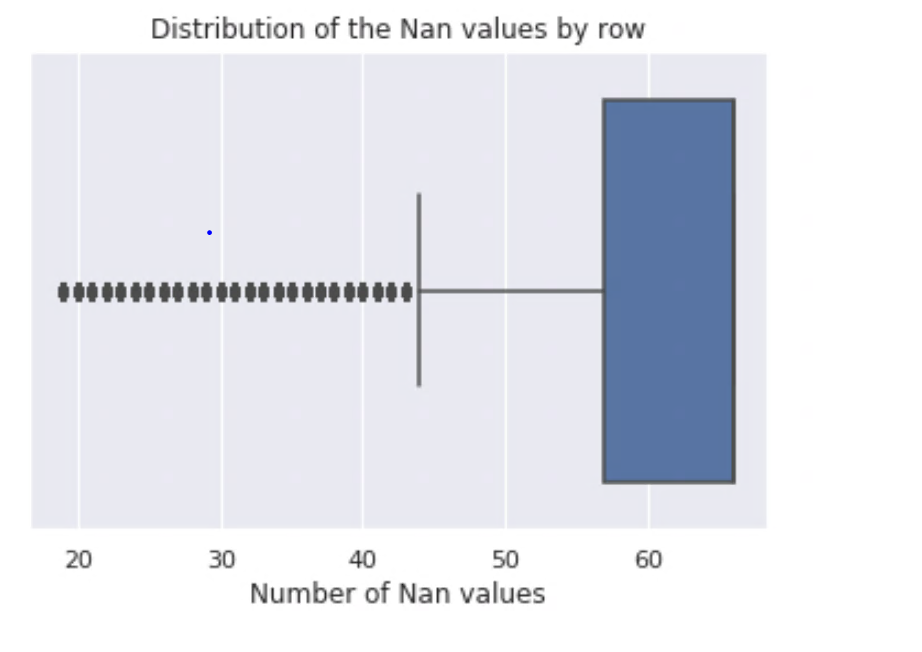 Distribution of the Nan values by row
20 30 40 50 60
Number of Nan values